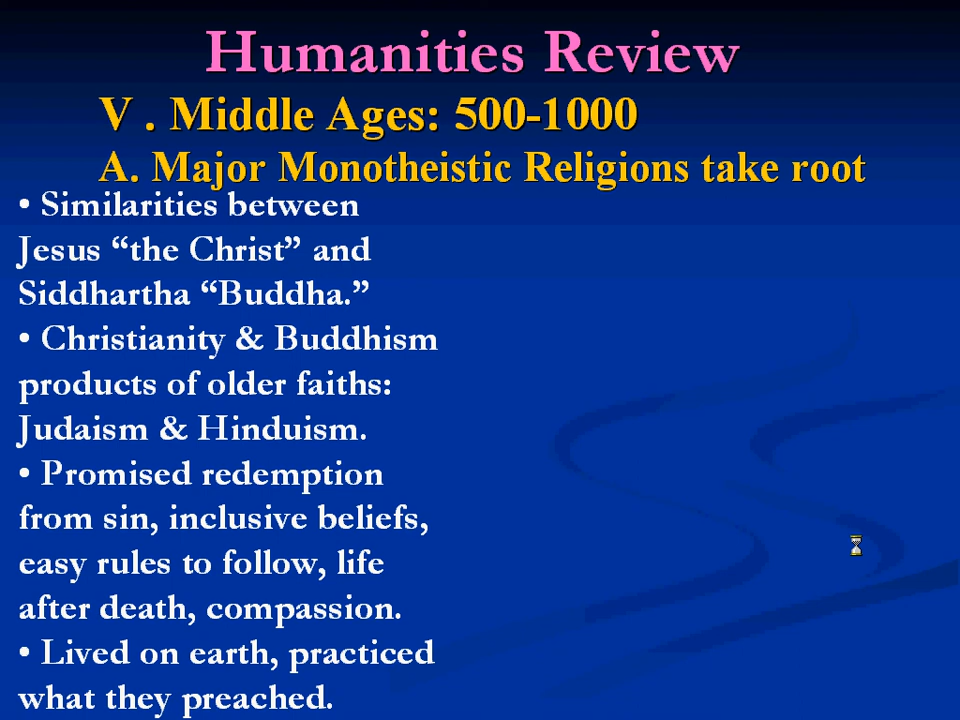 Humanities Review
V . Middle Ages: 500-1000
A. Major Monotheistic Religions take root
• Similarities between
Jesus “the Christ” and
Siddhartha “Buddha.”
• Christianity & Buddhism
products of older faiths:
Judaism & Hinduism.
• Promised redemption
from sin, inclusive beliefs,
easy rules to follow, life
after death, compassion.
• Lived on earth, practiced
what they preached.